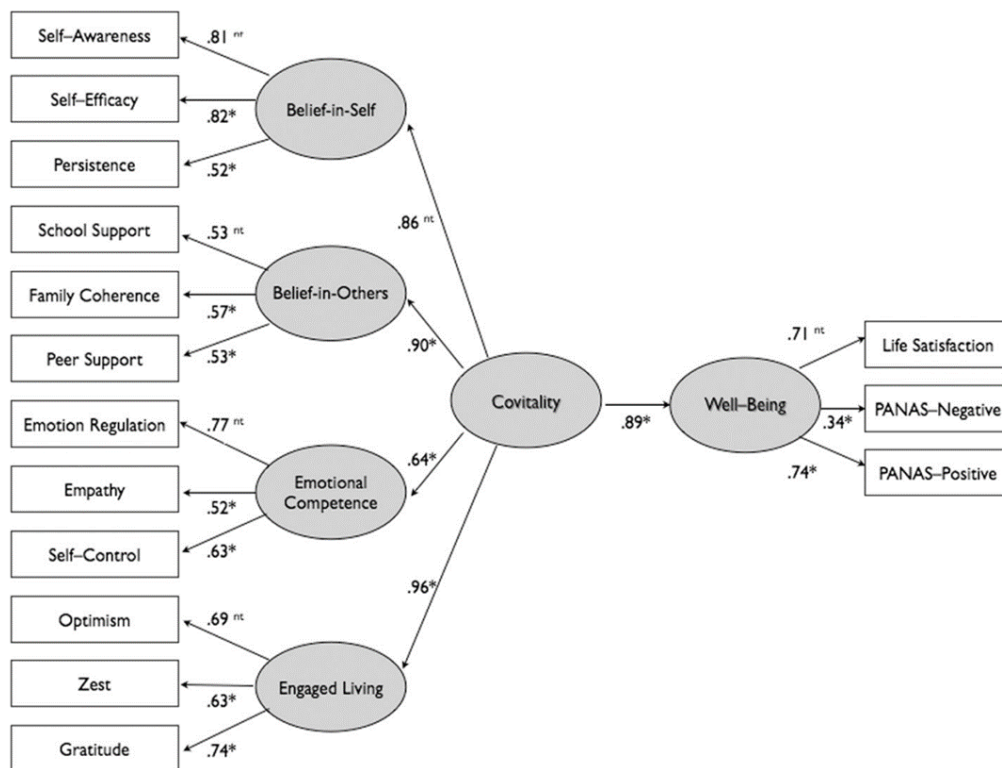 Self–Awareness
.81 nt
Self–Efficacy
.82*
Belief-in-Self
Persistence
.52*
School Support
.53 nt
.86 nt
Family Coherence
.57*
Belief-in-Others
Peer Support
.53*
.90*
Emotion Regulation
.77 nt
Empathy
.52*
Emotional
Competence
.64*
Self–Control
.63*
Covitality
.89*
Well–Being
.71 nt
Life Satisfaction
.34*
PANAS–Negative
.74*
PANAS–Positive
.96*
Optimism
.69 nt
Zest
.63*
Engaged Living
Gratitude
.74*